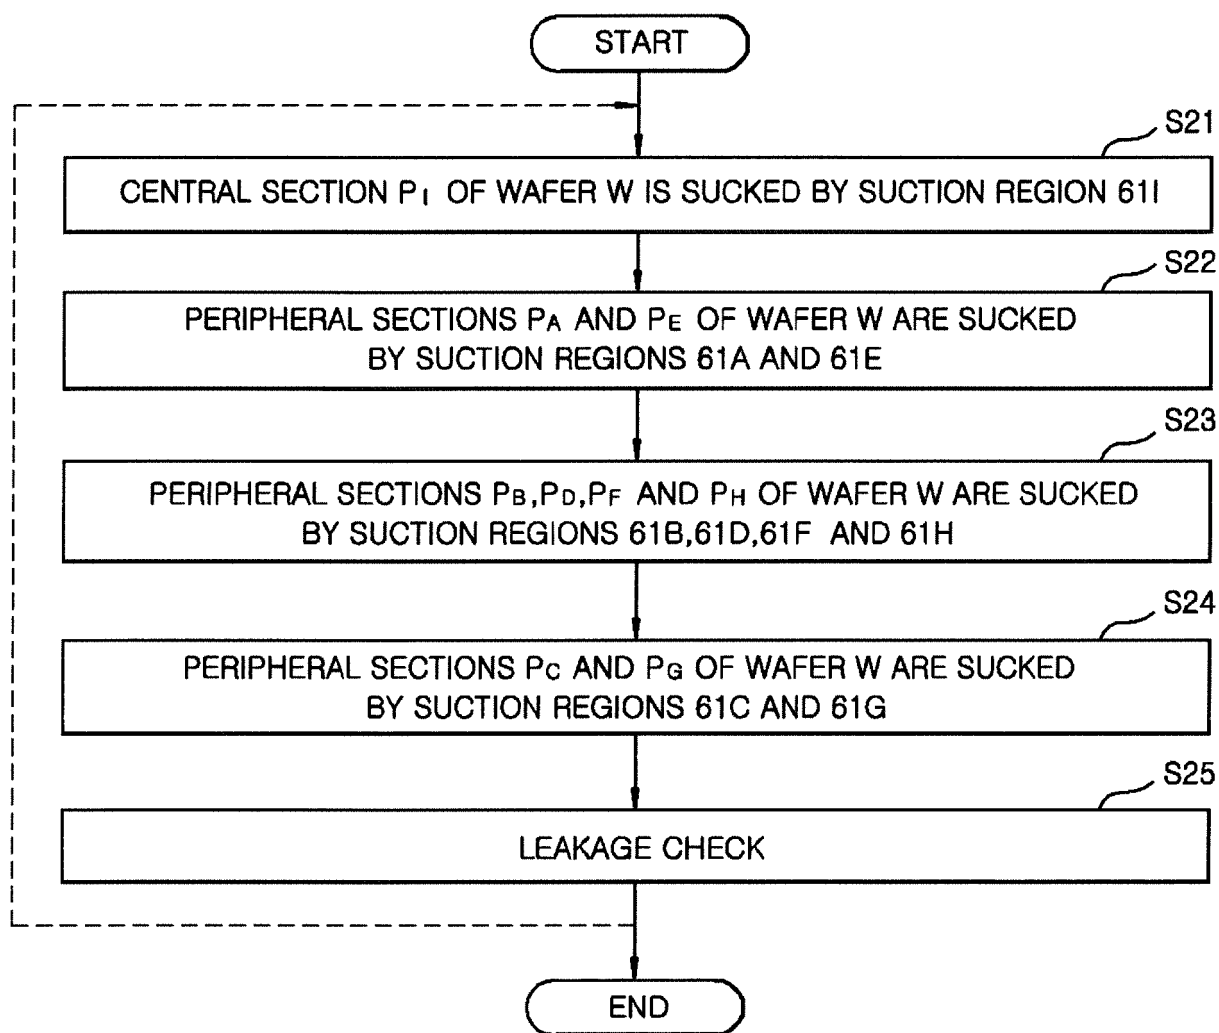 START
S21
CENTRAL SECTION PI OF WAFER W IS SUCKED BY SUCTION REGION 61I
S22
PERIPHERAL SECTIONS PA AND PE OF WAFER W ARE SUCKED
BY SUCTION REGIONS 61A AND 61E
S23
PERIPHERAL SECTIONS PB,PD,PF AND PH OF WAFER W ARE SUCKED
BY SUCTION REGIONS 61B,61D,61F AND 61H
S24
PERIPHERAL SECTIONS PC AND PG OF WAFER W ARE SUCKED
BY SUCTION REGIONS 61C AND 61G
S25
LEAKAGE CHECK
END